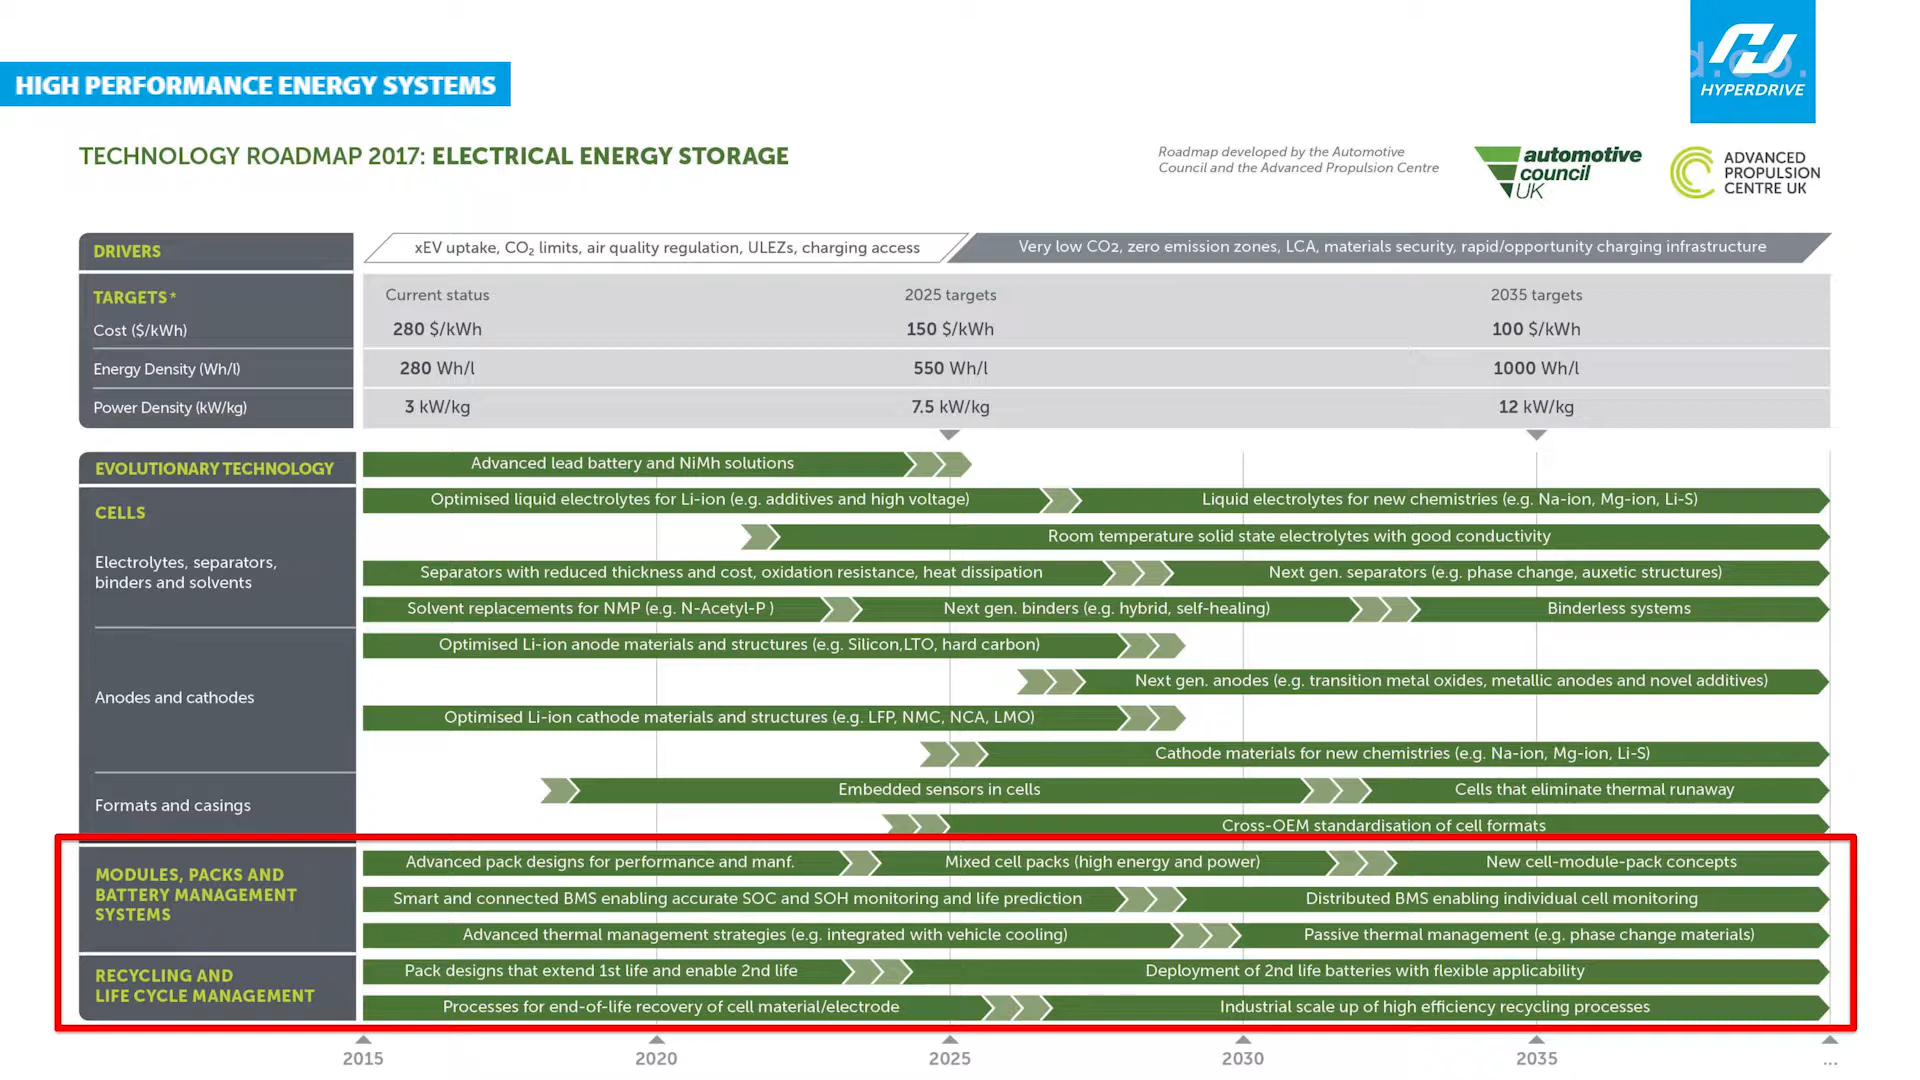 d.co.
HYPERDRIVE
HIGH PERFORMANCE ENERGY SYSTEMS
TECHNOLOGY ROADMAP 2017: ELECTRICAL ENERGY STORAGE
Roadmap developed by the Automotive
Council and the Advanced Propulsion Centre
automotive
council
UK
ADVANCED
PROPULSION
CENTRE UK
DRIVERS
xEV uptake, CO₂ limits, air quality regulation, ULEZs, charging access
Very low CO2, zero emission zones, LCA, materials security, rapid/opportunity charging infrastructure
TARGETS*
Current status
2025 targets
2035 targets
Cost ($/kWh)
280 $/kWh
150 $/kWh
100 $/kWh
Energy Density (Wh/l)
280 Wh/l
550 Wh/l
1000 Wh/l
Power Density (kW/kg)
3 kW/kg
7.5 kW/kg
12 kW/kg
EVOLUTIONARY TECHNOLOGY
Advanced lead battery and NiMh solutions
CELLS
Optimised liquid electrolytes for Li-ion (e.g. additives and high voltage)
Liquid electrolytes for new chemistries (e.g. Na-ion, Mg-ion, Li-S)
Electrolytes, separators,
binders and solvents
Room temperature solid state electrolytes with good conductivity
Separators with reduced thickness and cost, oxidation resistance, heat dissipation
Next gen. separators (e.g. phase change, auxetic structures)
Solvent replacements for NMP (e.g. N-Acetyl-P )
Next gen. binders (e.g. hybrid, self-healing)
Binderless systems
Anodes and cathodes
Optimised Li-ion anode materials and structures (e.g. Silicon,LTO, hard carbon)
Next gen. anodes (e.g. transition metal oxides, metallic anodes and novel additives)
Optimised Li-ion cathode materials and structures (e.g. LFP, NMC, NCA, LMO)
Cathode materials for new chemistries (e.g. Na-ion, Mg-ion, Li-S)
Formats and casings
Embedded sensors in cells
Cells that eliminate thermal runaway
Cross-OEM standardisation of cell formats
MODULES, PACKS AND
BATTERY MANAGEMENT
SYSTEMS
Advanced pack designs for performance and manf.
Mixed cell packs (high energy and power)
New cell-module-pack concepts
Smart and connected BMS enabling accurate SOC and SOH monitoring and life prediction
Distributed BMS enabling individual cell monitoring
Advanced thermal management strategies (e.g. integrated with vehicle cooling)
Passive thermal management (e.g. phase change materials)
RECYCLING AND
LIFE CYCLE MANAGEMENT
Pack designs that extend 1st life and enable 2nd life
Deployment of 2nd life batteries with flexible applicability
Processes for end-of-life recovery of cell material/electrode
Industrial scale up of high efficiency recycling processes
2015
2020
2025
2030
2035
...